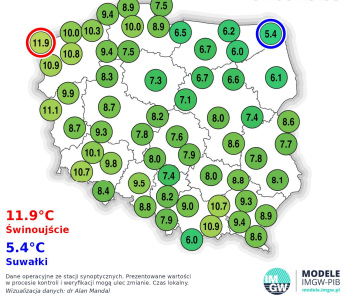 9.4 8.9 7.5
10.0 10.3 10.0 8.9 6.5 6.2 5.4
11.9 10.8 9.4 7.5 6.7 6.0
10.9 8.3 7.3 6.7 6.6 6.1
9.9 7.1
11.1 8.7 8.2 8.0 7.4 8.6
8.7 9.3 7.8 7.6 8.6 7.7
10.1 9.8 8.0 7.9 7.8
10.7 9.5 7.4 8.0 8.8 8.1
8.4 8.2 9.3
8.8 9.0 10.7
7.9 10.9 9.4 8.9
6.0 8.6
11.9°C
Świnoujście
5.4°C
Suwałki
Dane operacyjne ze stacji synoptycznych. Prezentowane wartości
w procesie kontroli i weryfikacji mogą ulec zmianie. Czas lokalny.
Wizualizacja danych: dr Alan Mandal
IM
GW
MODELE
IMGW-PIB
modele.imgw.pl